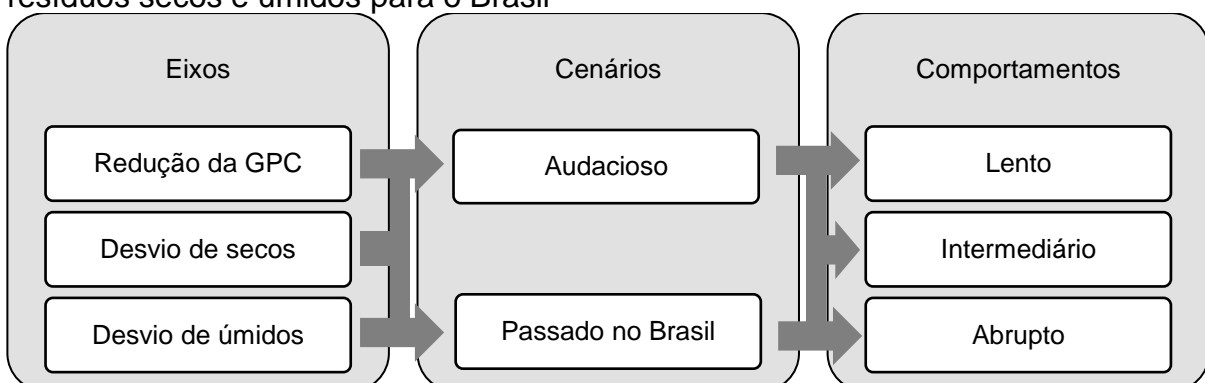 resíduos secos e úmidos para o Brasil
Eixos
Redução da GPC
Desvio de secos
Desvio de úmidos
Cenários
Audacioso
Passado no Brasil
Comportamentos
Lento
Intermediário
Abrupto